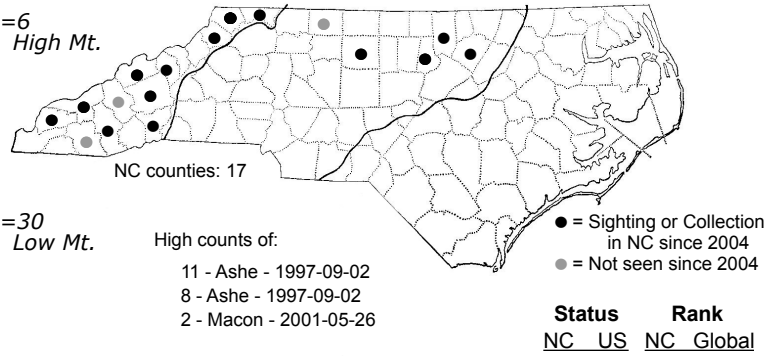 =6
High Mt.
NC counties: 17
=30
Low Mt.
High counts of:
11 - Ashe - 1997-09-02
8 - Ashe - 1997-09-02
2 - Macon - 2001-05-26
= Sighting or Collection
in NC since 2004
= Not seen since 2004
Status Rank
NC US NC Global